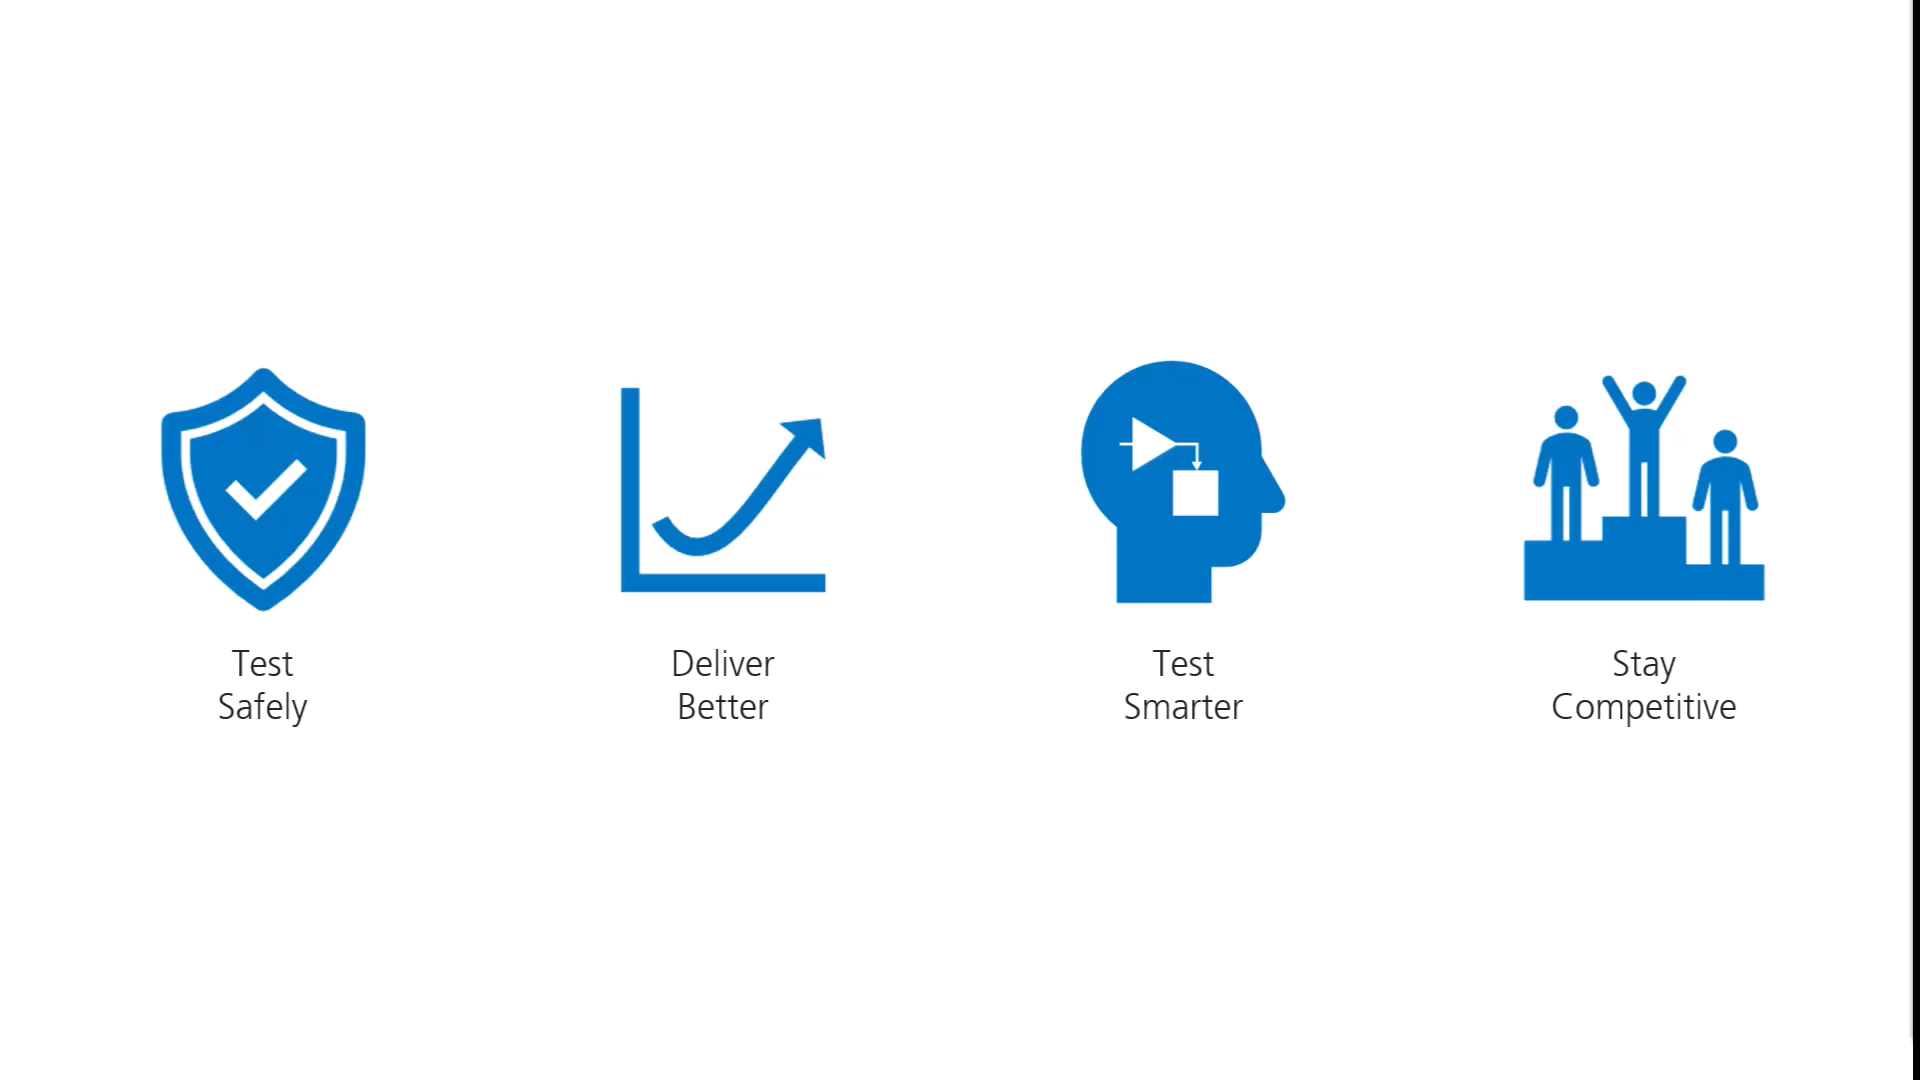 Test
Safely
Deliver
Better
Test
Smarter
Stay
Competitive